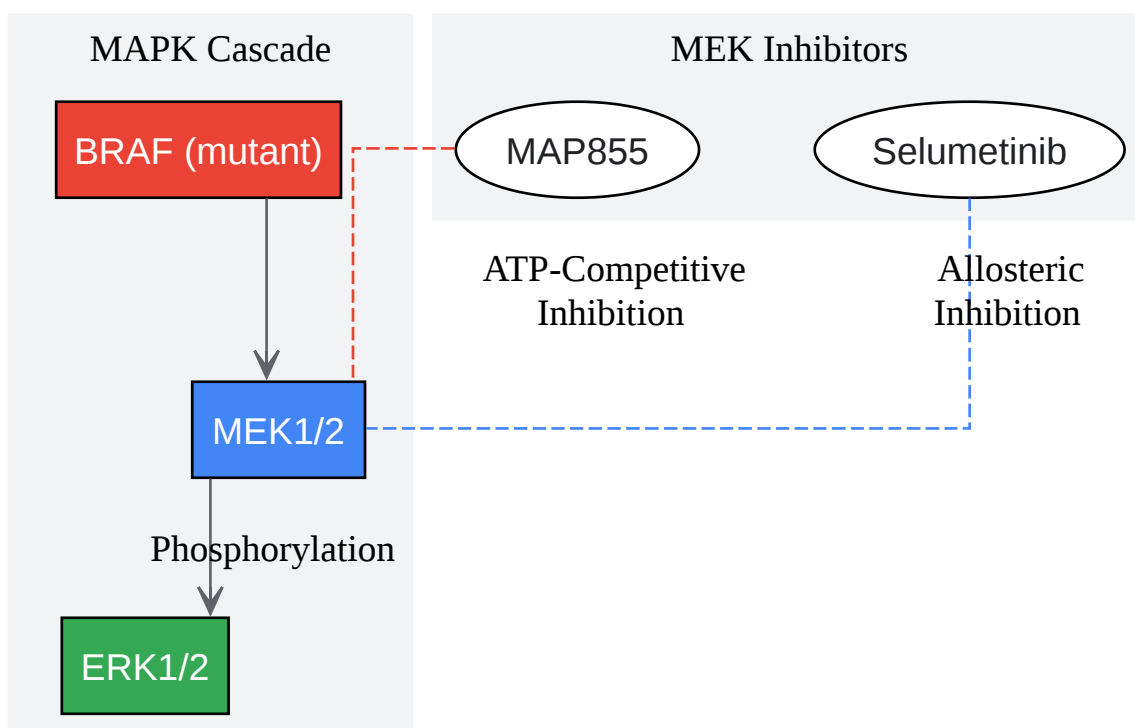 MAPK Cascade
MEK Inhibitors
BRAF (mutant)
MAP855
Selumetinib
ATP-Competitive
Inhibition
Allosteric
Inhibition
MEK1/2
Phosphorylation
ERK1/2